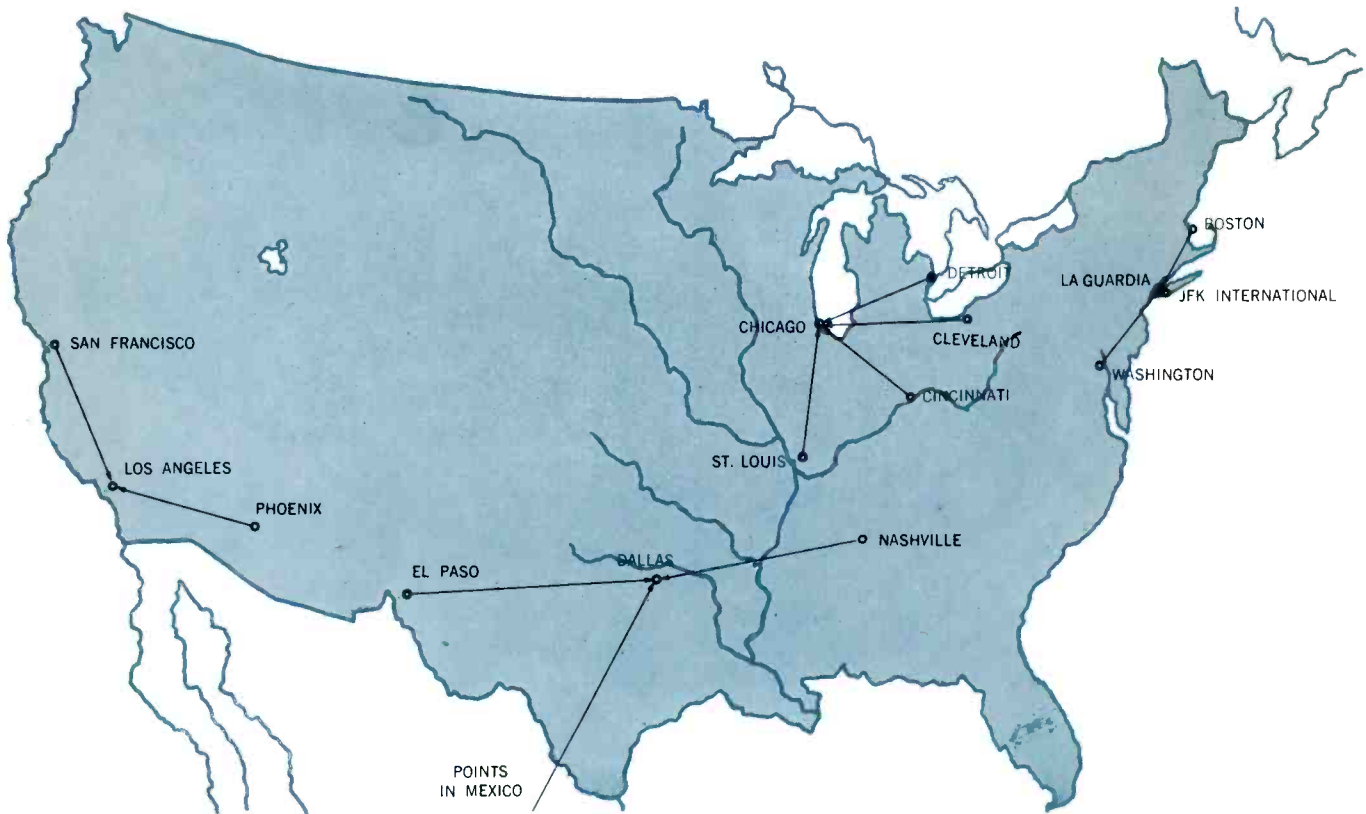 BOSTON
DETROIT
LA GUARDIA
JFK INTERNATIONAL
CHICAGO
CLEVELAND
SAN FRANCISCO
WASHINGTON
CINCINNATI
ST. LOUIS
LOS ANGELES
PHOENIX
NASHVILLE
DALLAS
EL PASO
POINTS
IN MEXICO